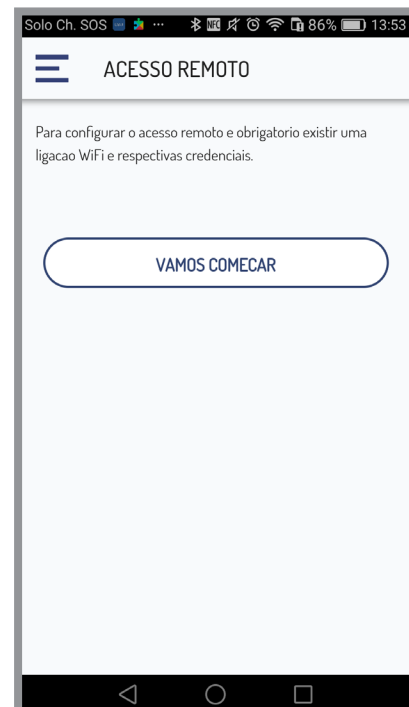 Solo Ch. SOS ... NFC 86% 13:53
ACESSO REMOTO
Para configurar o acesso remoto e obrigatorio existir uma
ligacao WiFi e respectivas credenciais.
VAMOS COMECAR